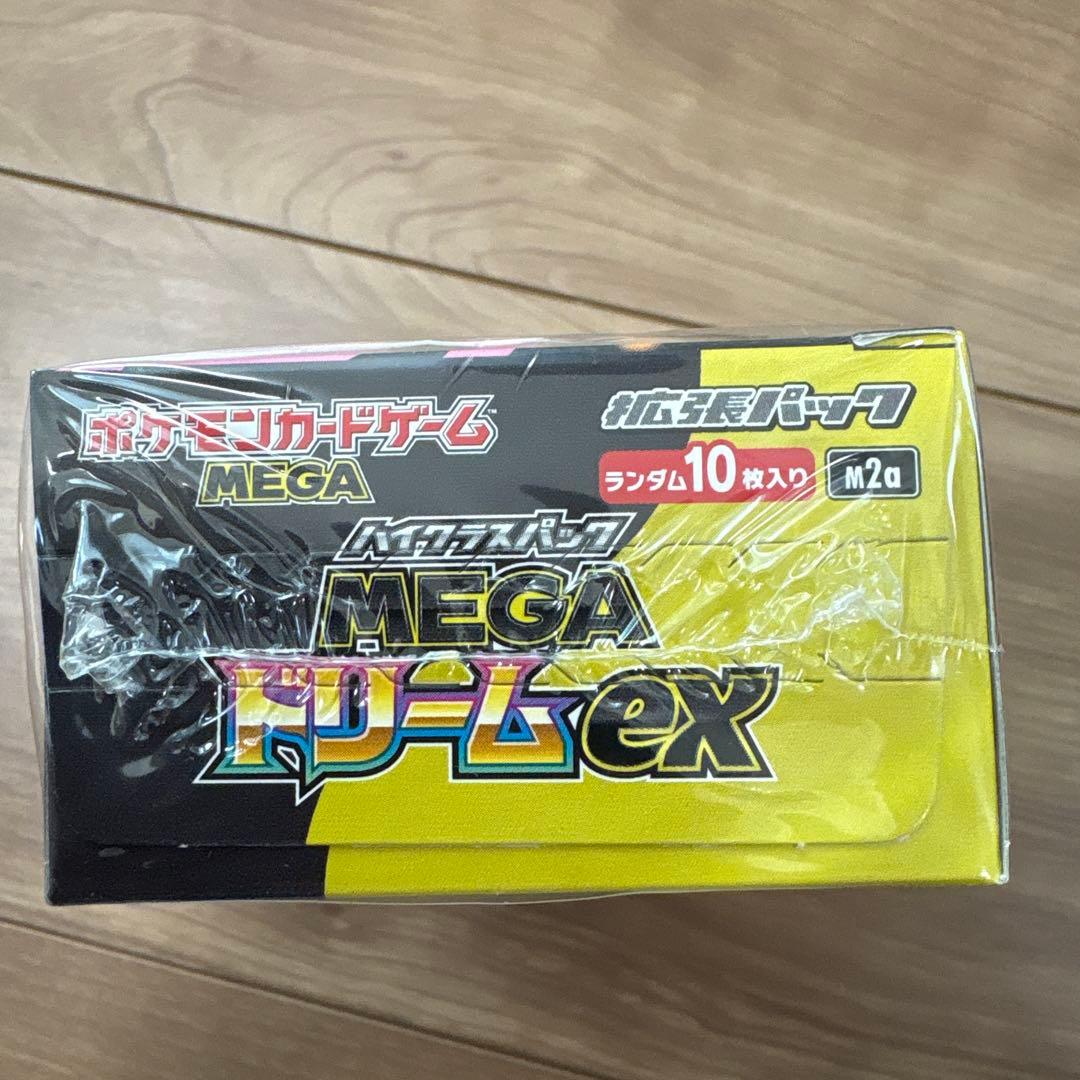 ポケモンカードゲーム™
MEGA
拡張パック
ランダム10枚入り
M2a
ハイクラスパック
MEGA
ドリームex